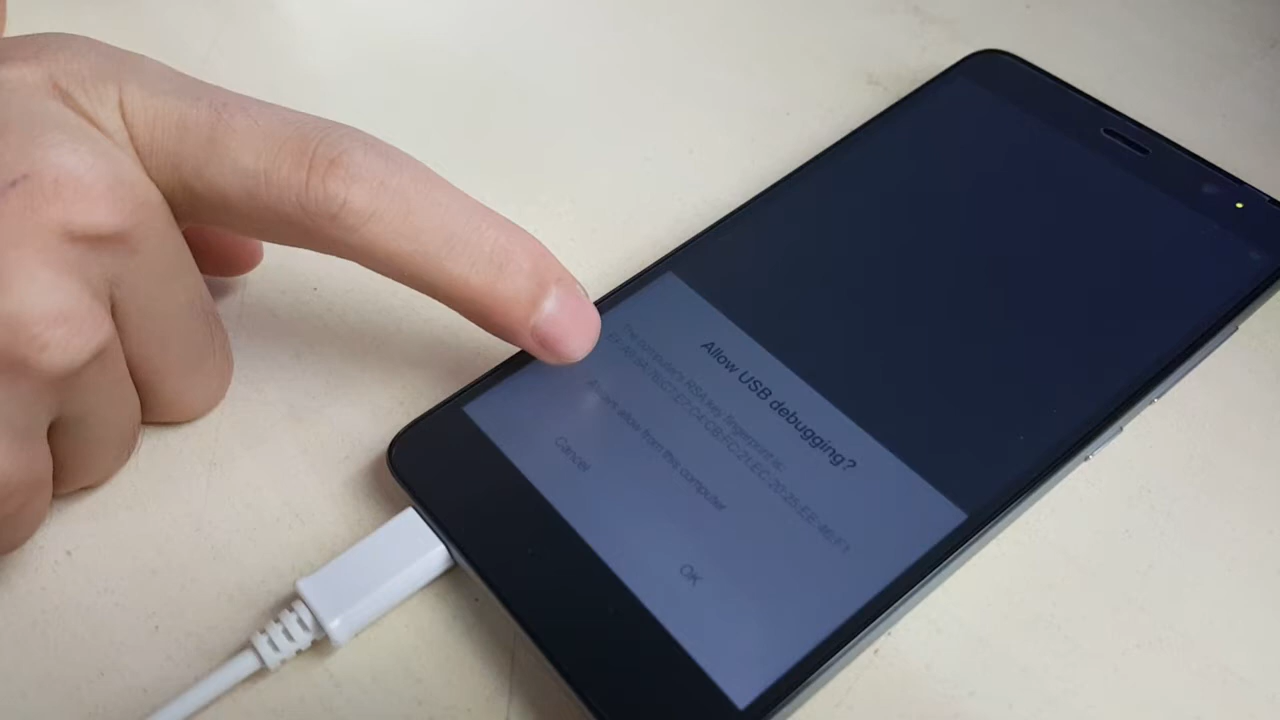 Allow USB debugging?
The computer's RSA key fingerprint is:
Always allow from this computer
Cancel
OK